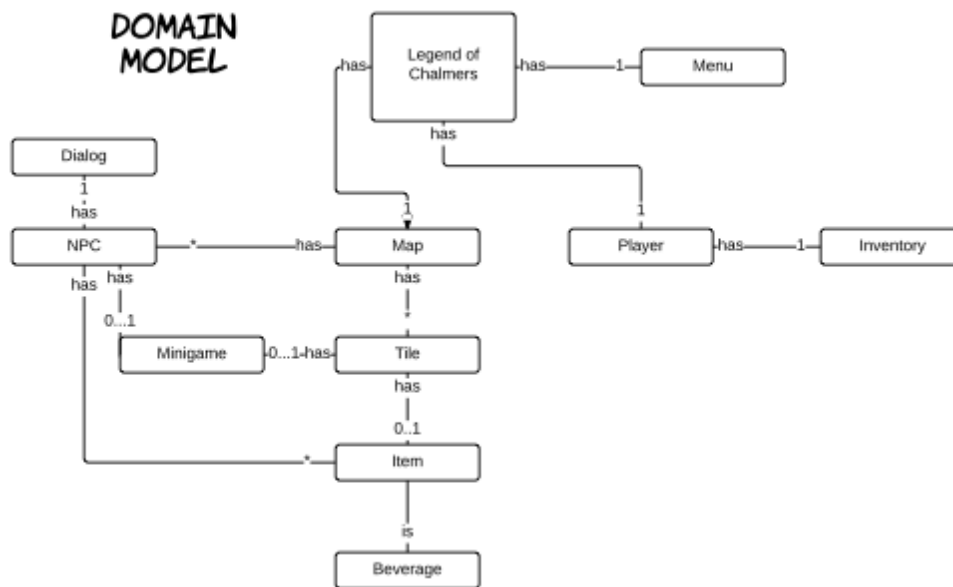 DOMAIN
MODEL
Legend of
Chalmers
has
has
1
Menu
has
Dialog
1
has
1
1
NPC
*
has
Map
Player
has
1
Inventory
has
has
has
0...1
*
Minigame
0...1
has
Tile
has
0..1
*
Item
is
Beverage